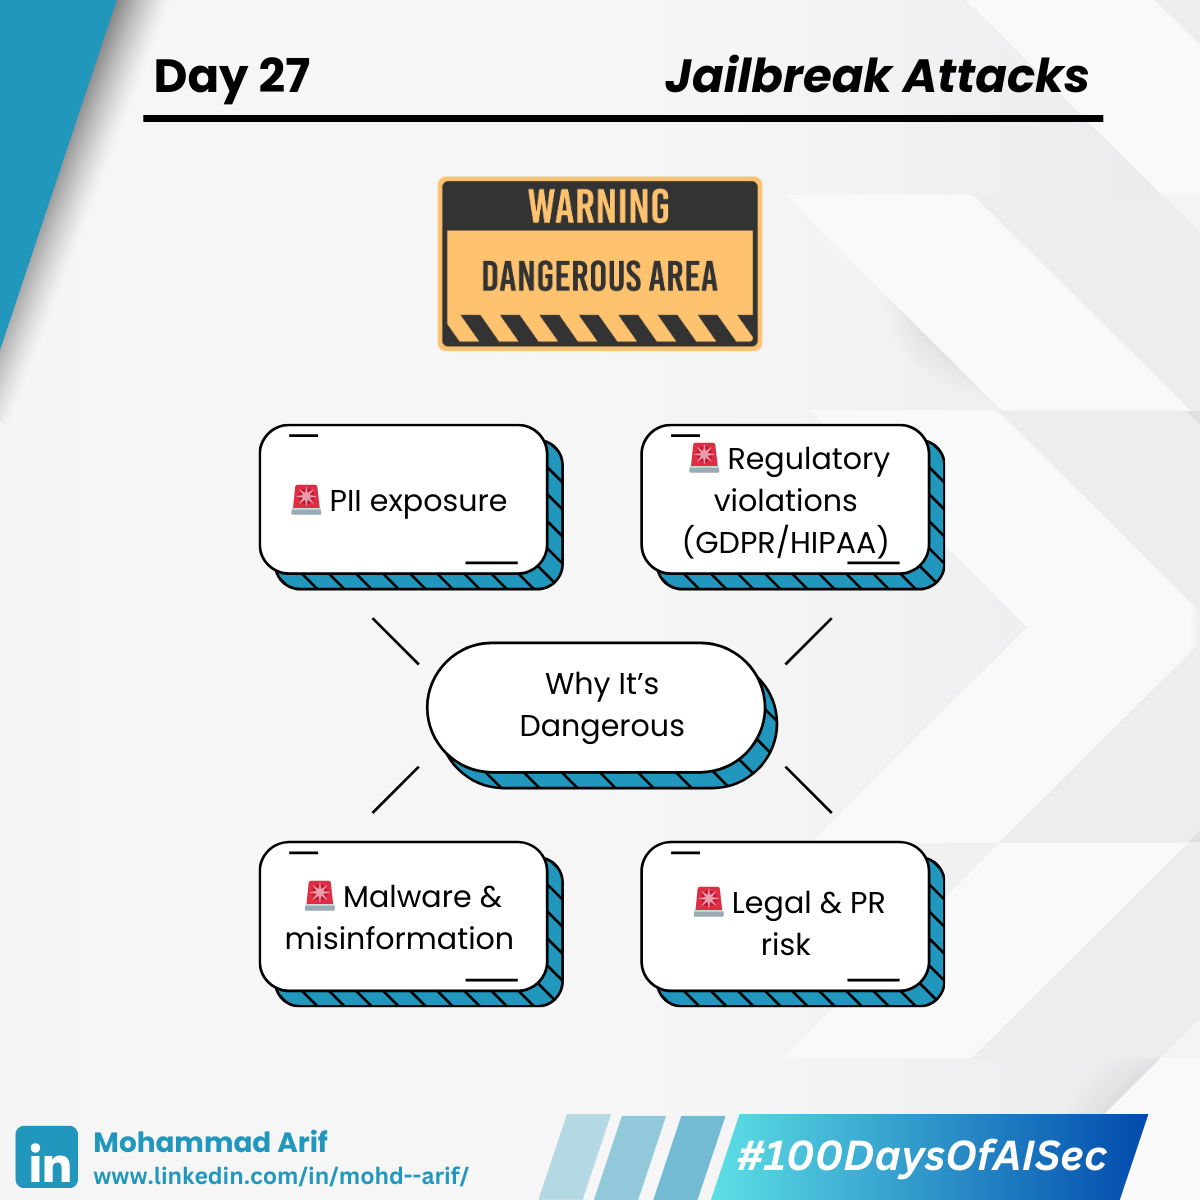 Day 27
Jailbreak Attacks
WARNING
DANGEROUS AREA
🚨 PII exposure
🚨 Regulatory
violations
(GDPR/HIPAA)
Why It's
Dangerous
🚨 Malware &
misinformation
🚨 Legal & PR
risk
in
Mohammad Arif
www.linkedin.com/in/mohd--arif/
#100DaysOfAISec